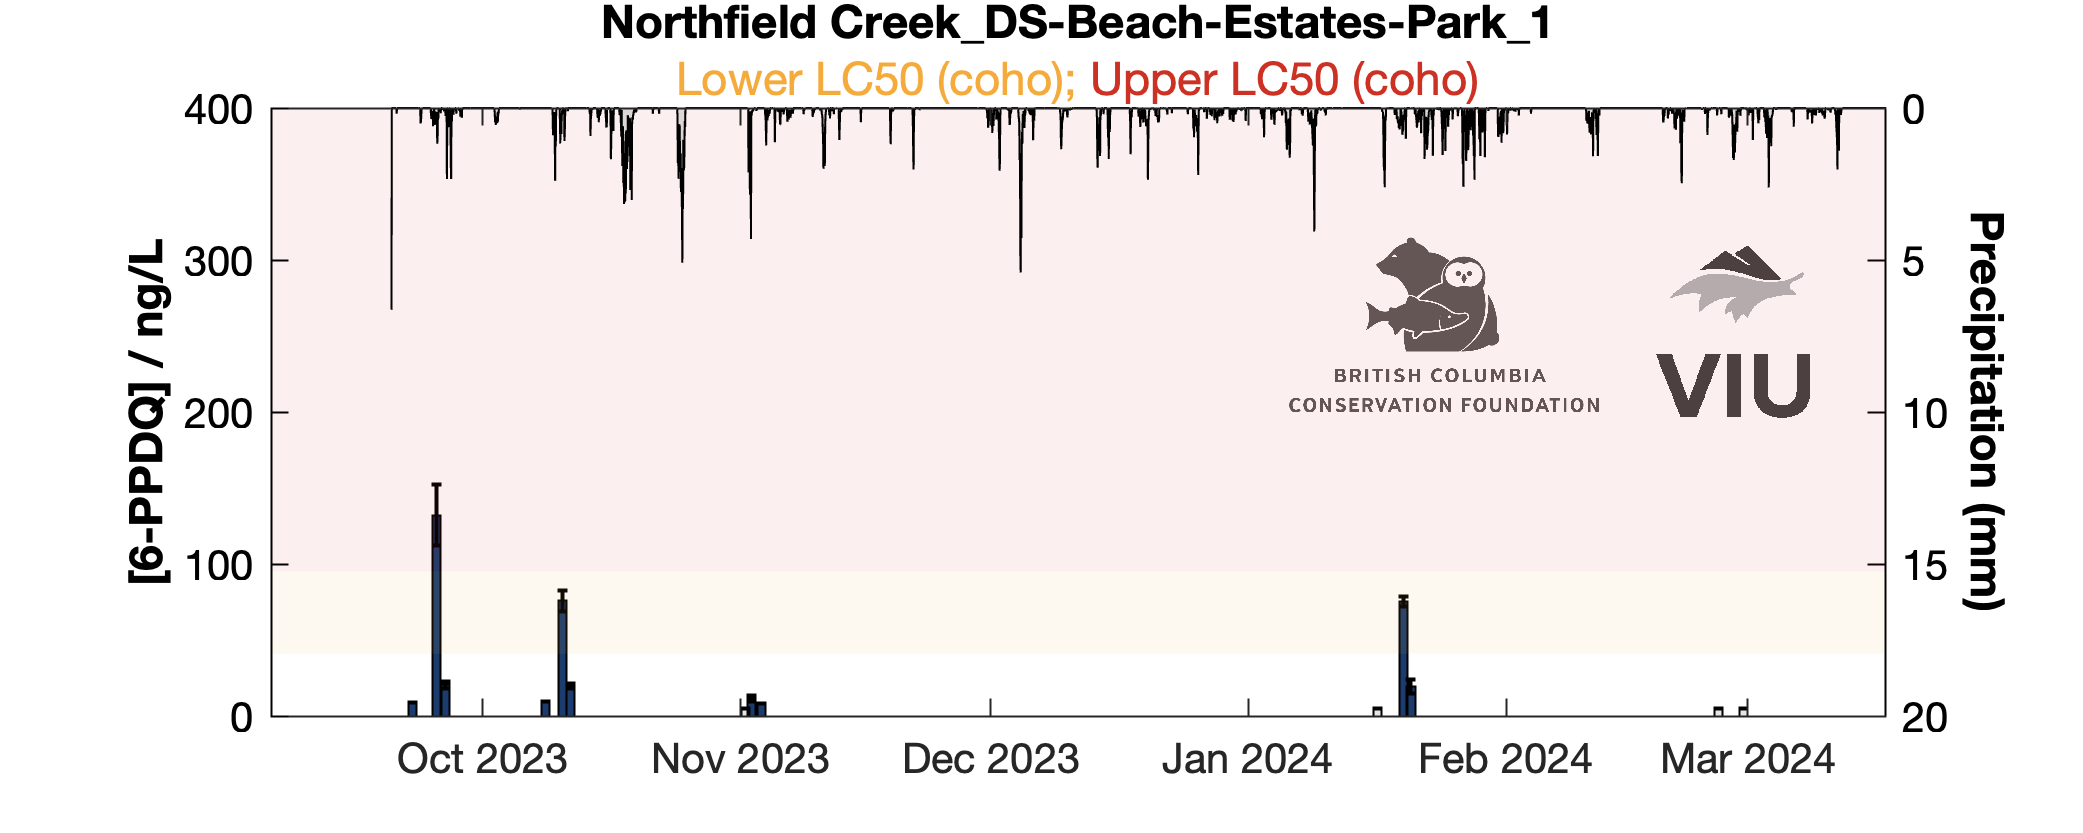 Northfield Creek_DS-Beach-Estates-Park_1
Lower LC50 (coho); Upper LC50 (coho)
400
300
200
100
0
[6-PPDQ] / ng/L
0
5
10
15
20
Precipitation (mm)
BRITISH COLUMBIA
CONSERVATION FOUNDATION
VIU
Oct 2023
Nov 2023
Dec 2023
Jan 2024
Feb 2024
Mar 2024